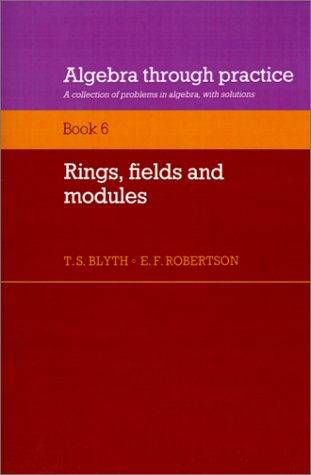 Algebra through practice
A collection of problems in algebra, with solutions
Book 6
Rings, fields and
modules
T. S. BLYTH ◦ E. F. ROBERTSON